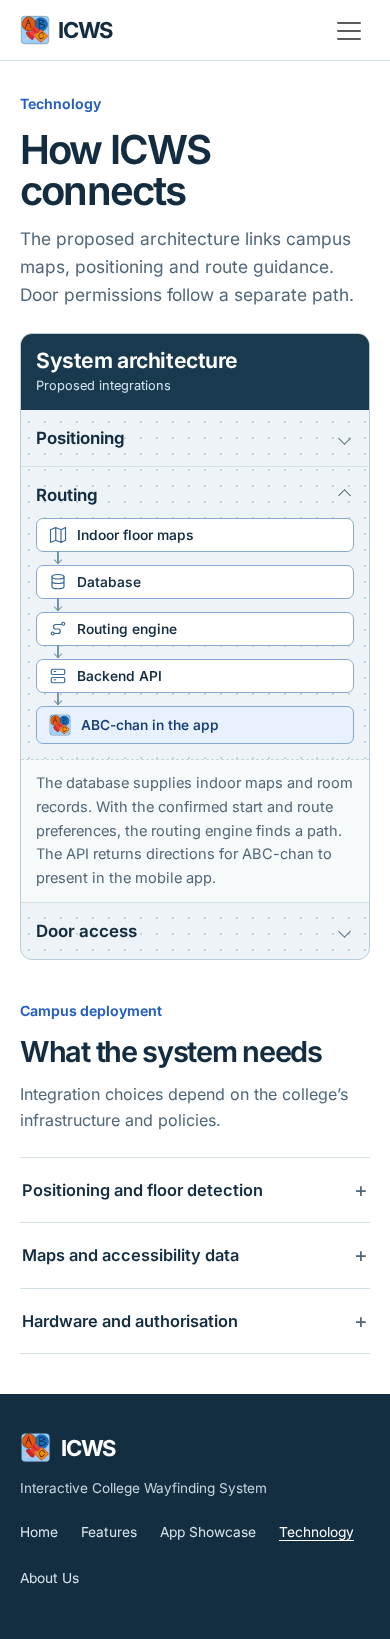 ICWS
Technology
How ICWS
connects
The proposed architecture links campus
maps, positioning and route guidance.
Door permissions follow a separate path.
System architecture
Proposed integrations
Positioning
Routing
Indoor floor maps
Database
Routing engine
Backend API
ABC-chan in the app
The database supplies indoor maps and room
records. With the confirmed start and route
preferences, the routing engine finds a path.
The API returns directions for ABC-chan to
present in the mobile app.
Door access
Campus deployment
What the system needs
Integration choices depend on the college’s
infrastructure and policies.
Positioning and floor detection +
Maps and accessibility data +
Hardware and authorisation +
ICWS
Interactive College Wayfinding System
Home Features App Showcase Technology
About Us